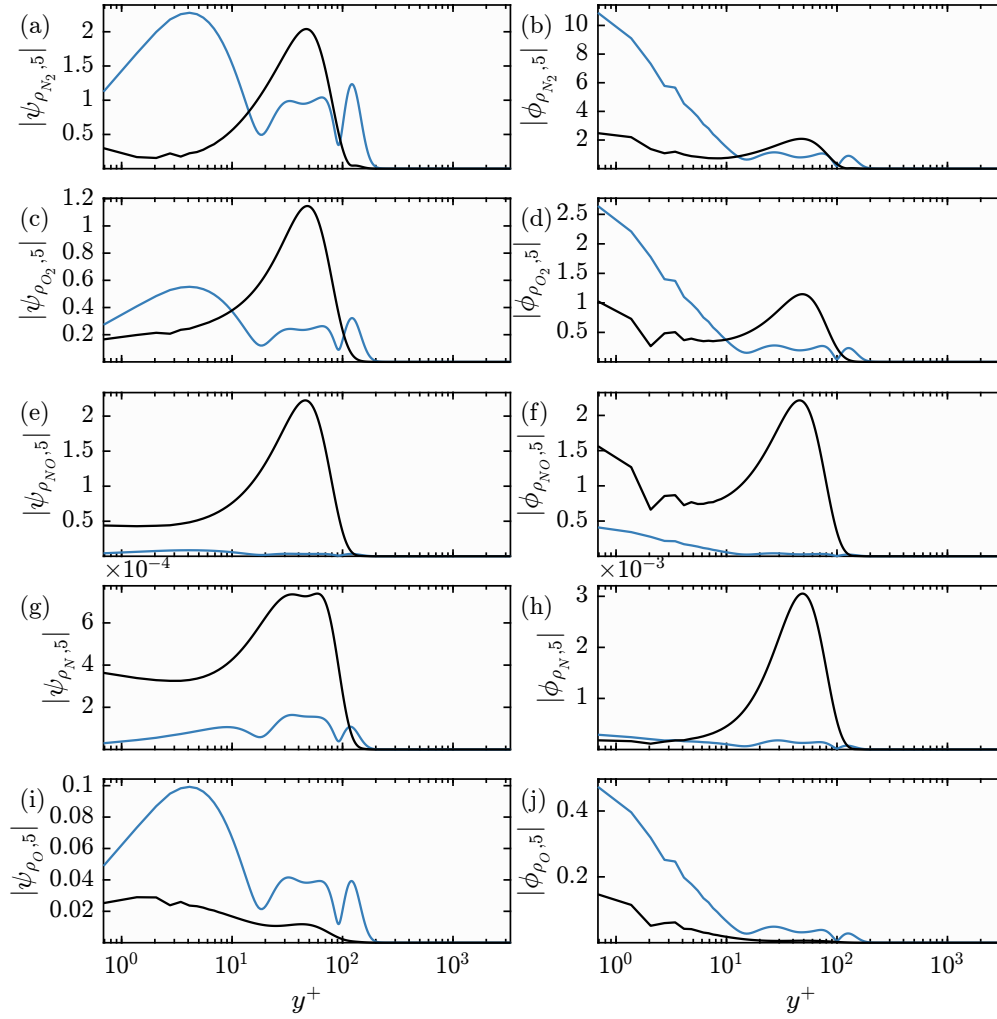 (a)
|ψ_{ρ_{N_2},5}|
2
1.5
1
0.5
(b)
|ϕ_{ρ_{N_2},5}|
10
8
6
4
2
(c)
|ψ_{ρ_{O_2},5}|
1.2
1
0.8
0.6
0.4
0.2
(d)
|ϕ_{ρ_{O_2},5}|
2.5
2
1.5
1
0.5
(e)
|ψ_{ρ_{NO},5}|
2
1.5
1
0.5
(f)
|ϕ_{ρ_{NO},5}|
2
1.5
1
0.5
×10^{-4}
(g)
|ψ_{ρ_N,5}|
6
4
2
×10^{-3}
(h)
|ϕ_{ρ_N,5}|
3
2
1
(i)
|ψ_{ρ_O,5}|
0.1
0.08
0.06
0.04
0.02
10^0 10^1 10^2 10^3
y^+
(j)
|ϕ_{ρ_O,5}|
0.4
0.2
10^0 10^1 10^2 10^3
y^+